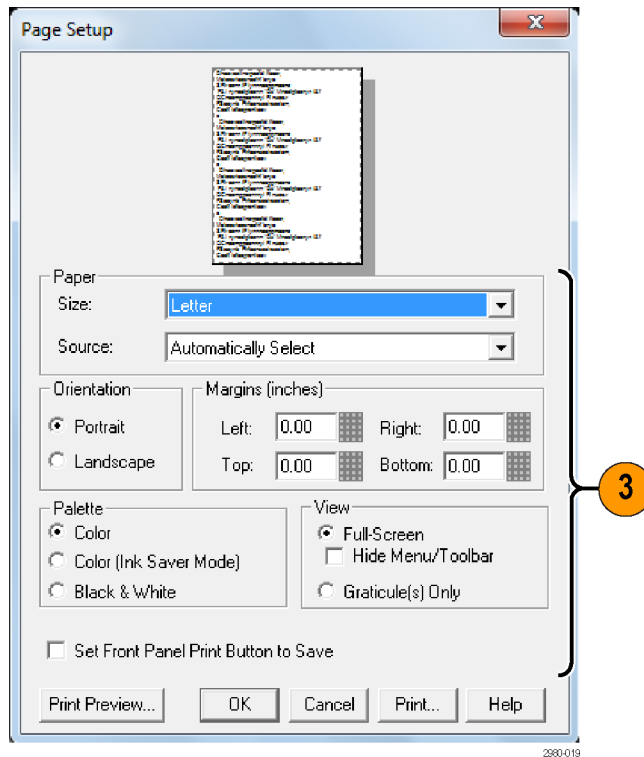 Page Setup
Paper
Size: Letter
Source: Automatically Select
Orientation
Portrait
Landscape
Margins (inches)
Left: 0.00 Right: 0.00
Top: 0.00 Bottom: 0.00
3
Palette
Color
Color (Ink Saver Mode)
Black & White
View
Full-Screen
Hide Menu/Toolbar
Graticule(s) Only
Set Front Panel Print Button to Save
Print Preview... OK Cancel Print... Help
2980-019